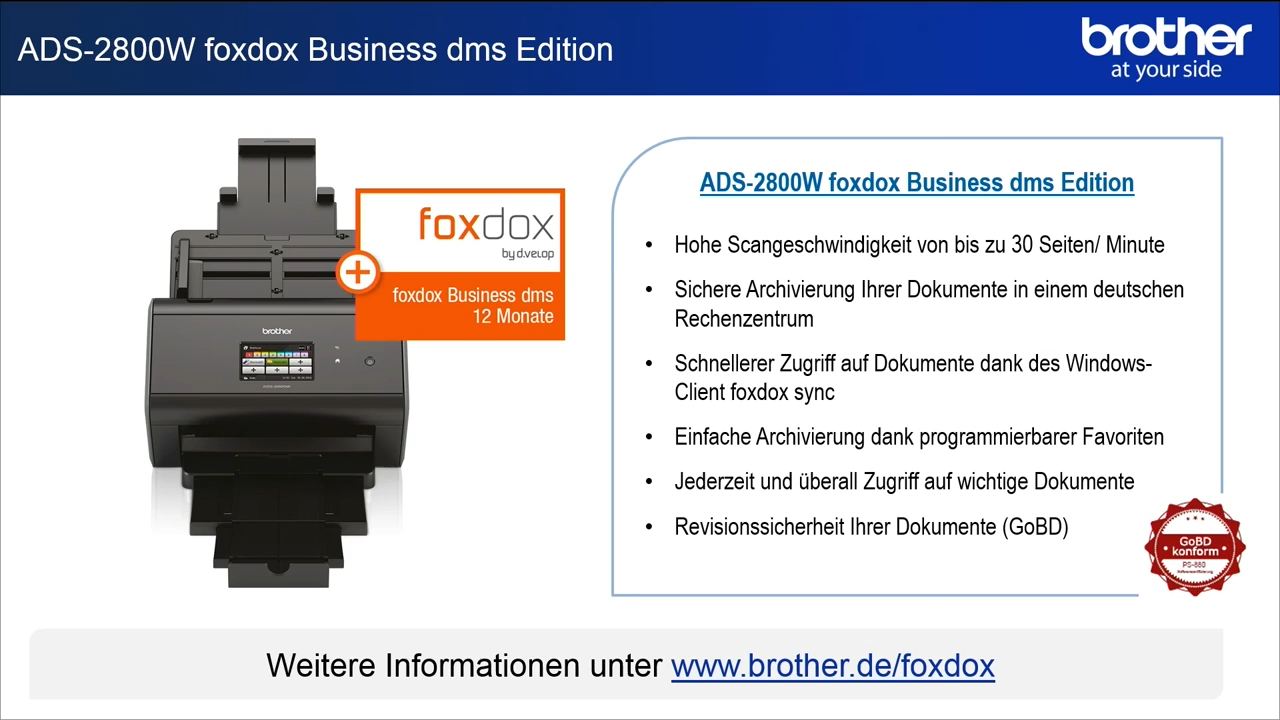 ADS-2800W foxdox Business dms Edition
brother
at your side
foxdox
by d.velop
foxdox Business dms
12 Monate
brother
ADS-2800W foxdox Business dms Edition
• Hohe Scangeschwindigkeit von bis zu 30 Seiten/ Minute
• Sichere Archivierung Ihrer Dokumente in einem deutschen
Rechenzentrum
• Schnellerer Zugriff auf Dokumente dank des Windows-
Client foxdox sync
• Einfache Archivierung dank programmierbarer Favoriten
• Jederzeit und überall Zugriff auf wichtige Dokumente
• Revisionssicherheit Ihrer Dokumente (GoBD)
GoBD
konform
PS-880
Weitere Informationen unter www.brother.de/foxdox